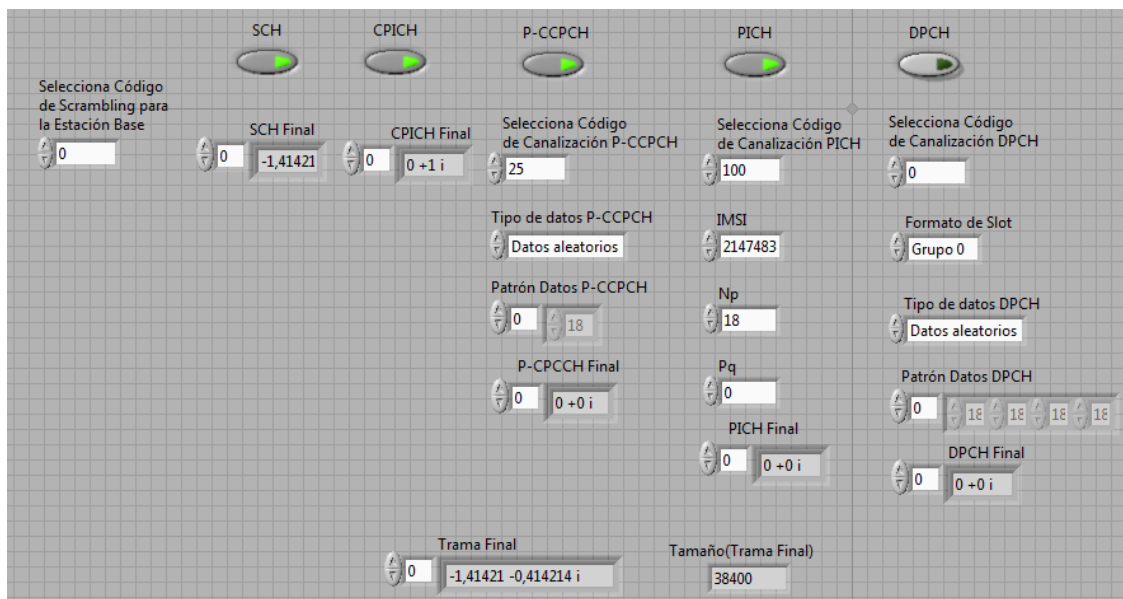 SCH
CPICH
P-CCPCH
PICH
DPCH
Selecciona Código
de Scrambling para
la Estación Base
0
SCH Final
0
-1,41421
CPICH Final
0
0 +1 i
Selecciona Código
de Canalización P-CCPCH
25
Tipo de datos P-CCPCH
Datos aleatorios
Patrón Datos P-CCPCH
0
18
P-CPCCH Final
0
0 +0 i
Selecciona Código
de Canalización PICH
100
IMSI
2147483
Np
18
Pq
0
PICH Final
0
0 +0 i
Selecciona Código
de Canalización DPCH
0
Formato de Slot
Grupo 0
Tipo de datos DPCH
Datos aleatorios
Patrón Datos DPCH
0
18 18 18 18
DPCH Final
0
0 +0 i
Trama Final
0
-1,41421 -0,414214 i
Tamaño(Trama Final)
38400